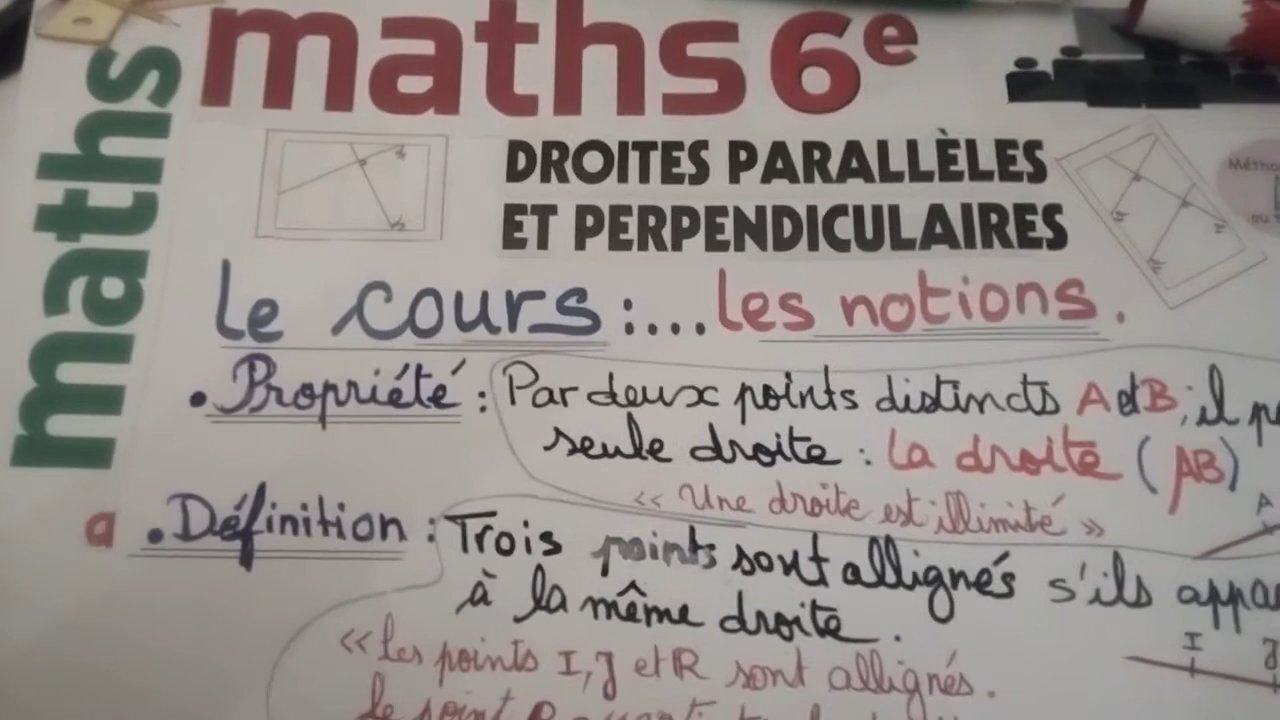 maths
maths 6e
DROITES PARALLÈLES
ET PERPENDICULAIRES
le cours :... les notions.
• Propriété : Par deux points distincts A et B, il
seule droite : la droite (AB)
<< Une droite est illimité >>
A
a • Définition : Trois points sont allignés s'ils
à la même droite.
I
<< les points I, J et R sont allignés.
le point